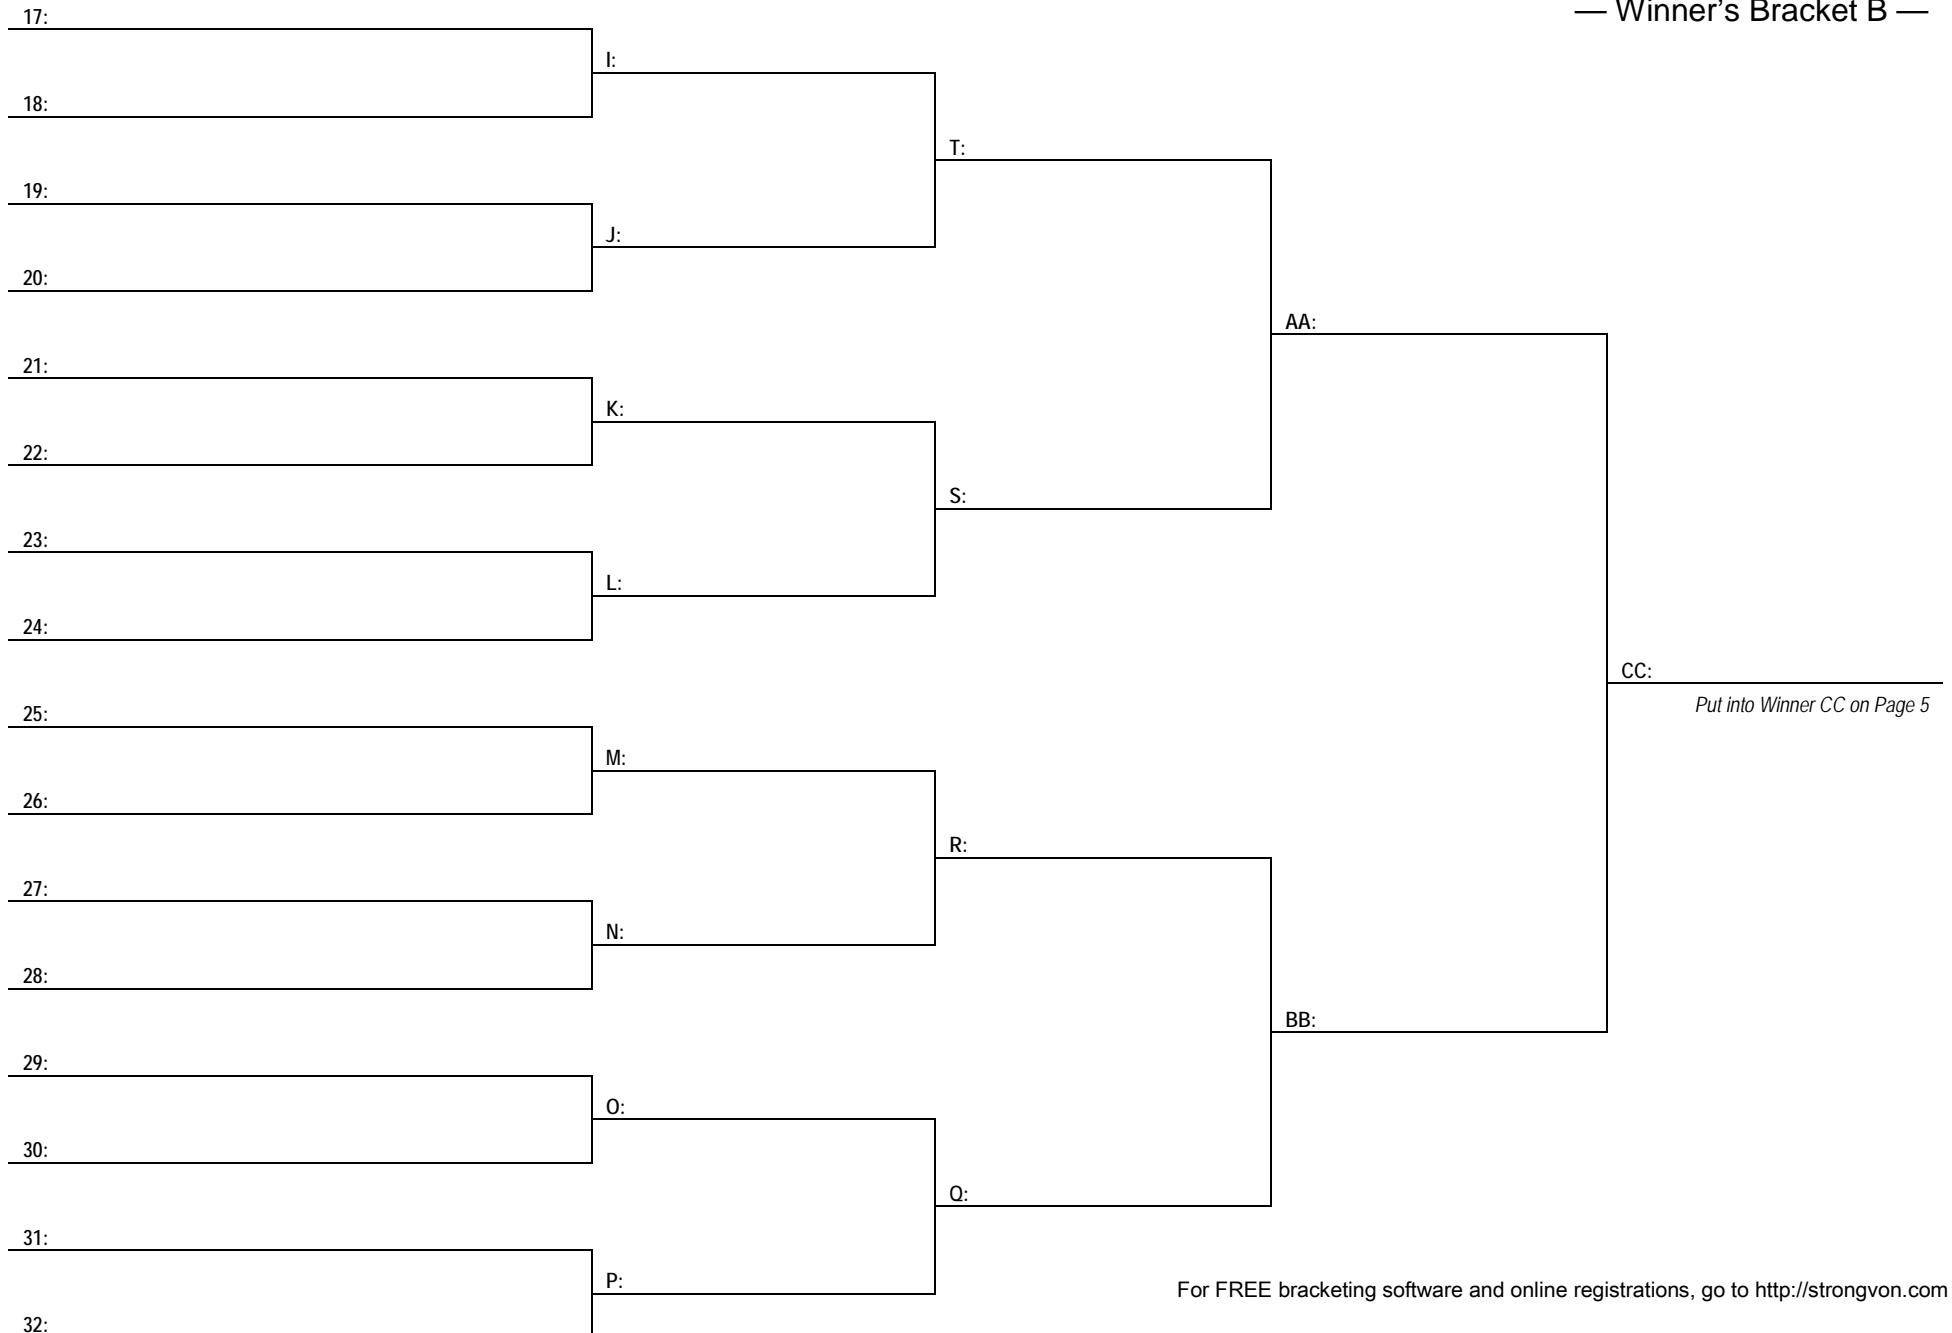 — Winner's Bracket B —
17:
I:
18:
T:
19:
J:
20:
AA:
21:
K:
22:
S:
23:
L:
24:
CC:
Put into Winner CC on Page 5
25:
M:
26:
R:
27:
N:
28:
BB:
29:
O:
30:
Q:
31:
P:
For FREE bracketing software and online registrations, go to http://strongvon.com
32: